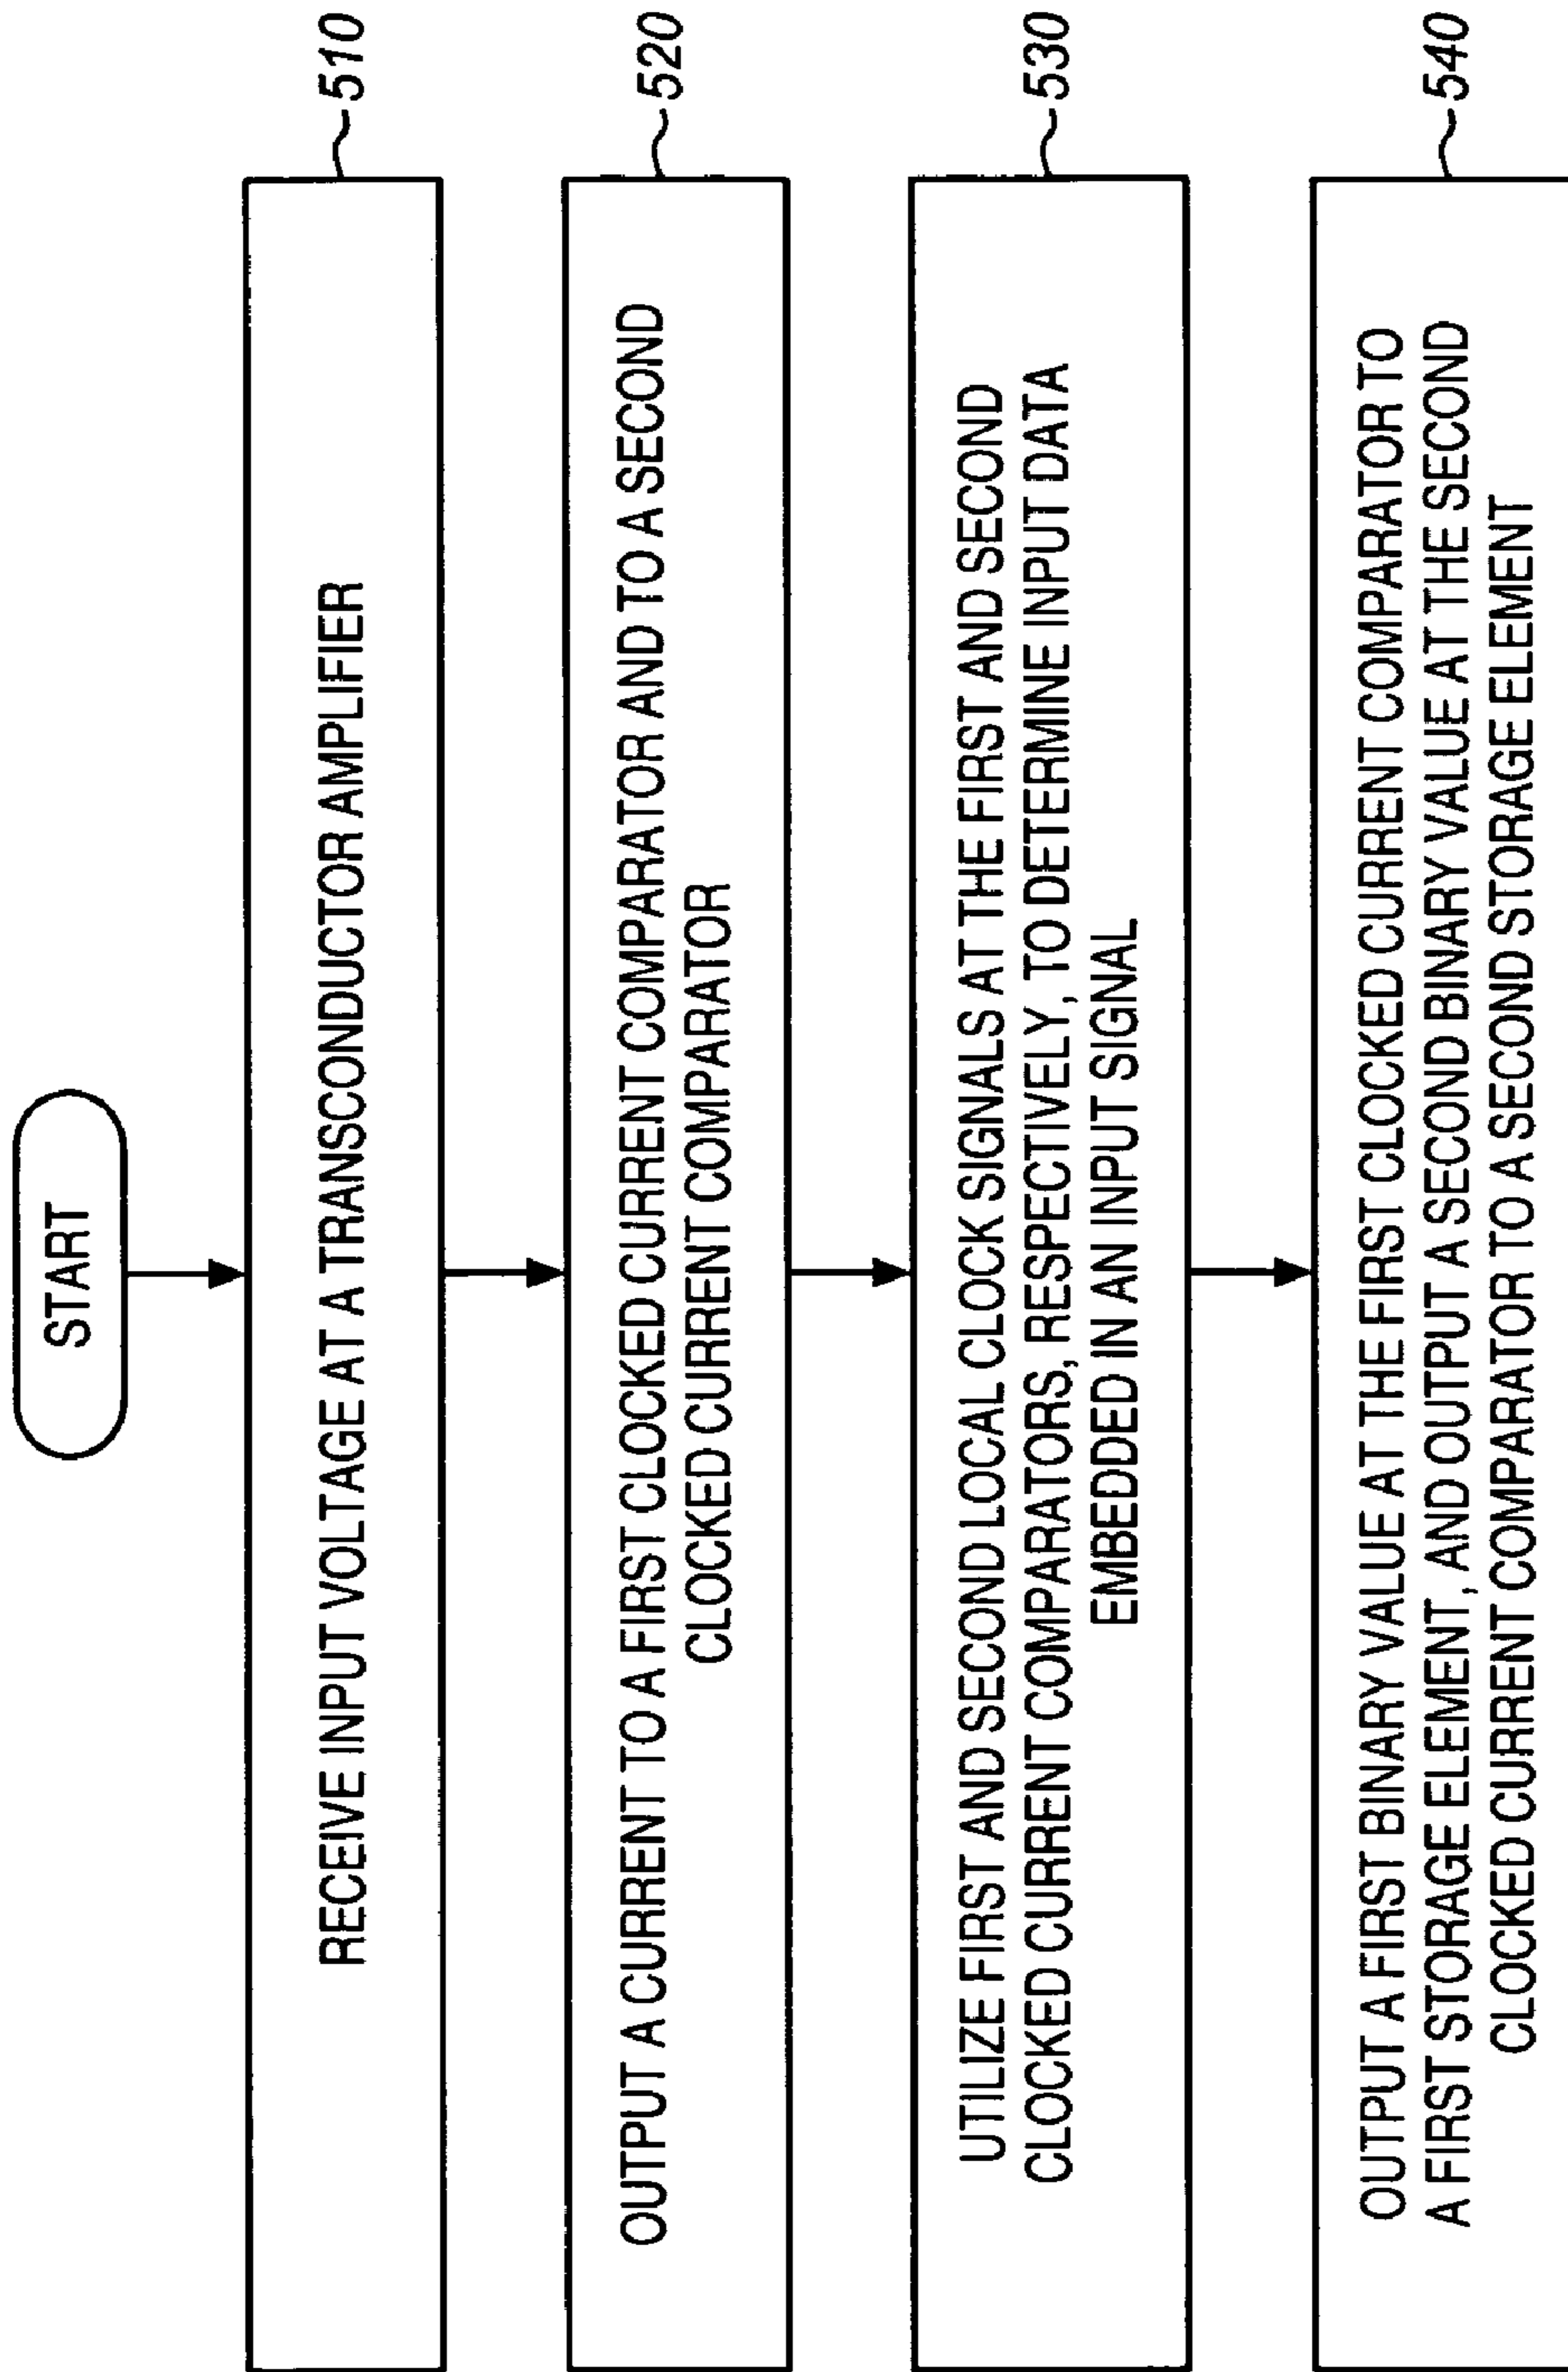 START
RECEIVE INPUT VOLTAGE AT A TRANSCONDUCTOR AMPLIFIER
510
OUTPUT A CURRENT TO A FIRST CLOCKED CURRENT COMPARATOR AND TO A SECOND
CLOCKED CURRENT COMPARATOR
520
UTILIZE FIRST AND SECOND LOCAL CLOCK SIGNALS AT THE FIRST AND SECOND
CLOCKED CURRENT COMPARATORS, RESPECTIVELY, TO DETERMINE INPUT DATA
EMBEDDED IN AN INPUT SIGNAL
530
OUTPUT A FIRST BINARY VALUE AT THE FIRST CLOCKED CURRENT COMPARATOR TO
A FIRST STORAGE ELEMENT, AND OUTPUT A SECOND BINARY VALUE AT THE SECOND
CLOCKED CURRENT COMPARATOR TO A SECOND STORAGE ELEMENT
540